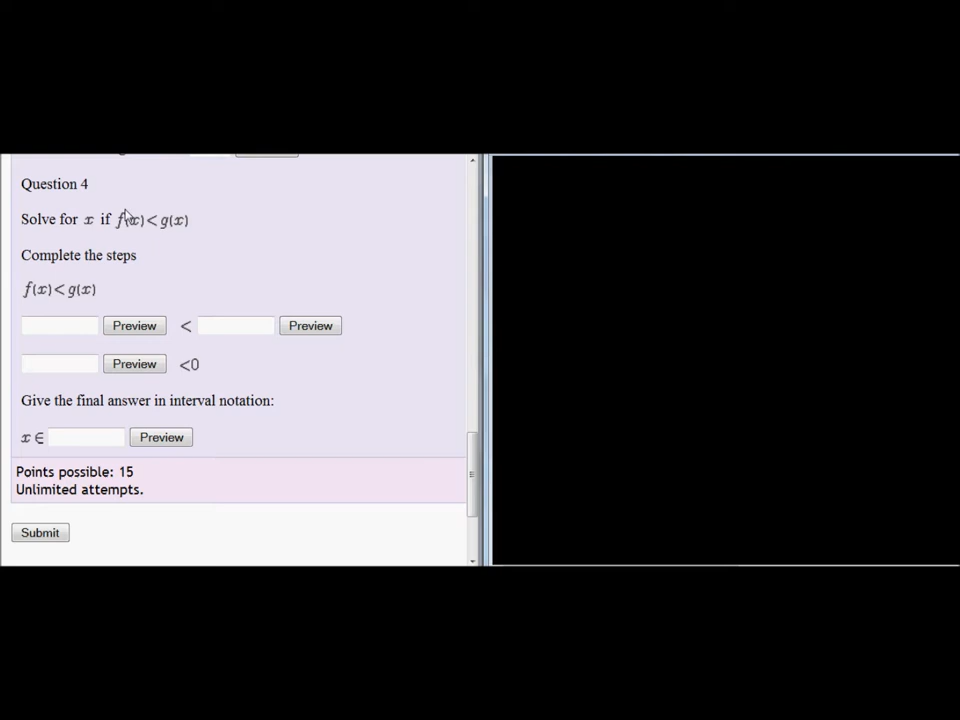 Question 4
Solve for x if f(x)<g(x)
Complete the steps
f(x)<g(x)
Preview < Preview
Preview <0
Give the final answer in interval notation:
x ∈ Preview
Points possible: 15
Unlimited attempts.
Submit